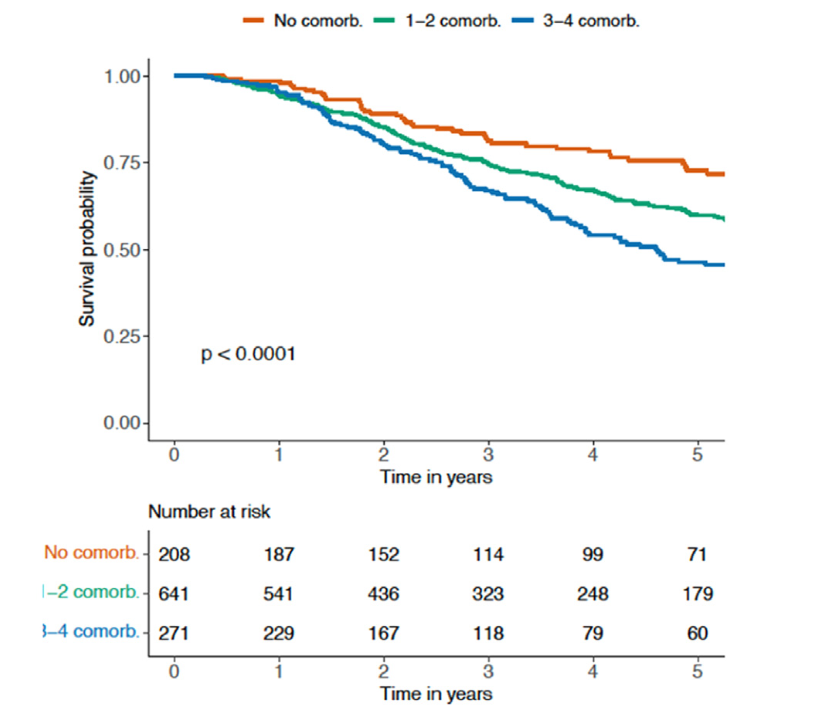 No comorb. 1–2 comorb. 3–4 comorb.
1.00
0.75
0.50
0.25
0.00
Survival probability
p < 0.0001
0 1 2 3 4 5
Time in years
Number at risk
No comorb. 208 187 152 114 99 71
–2 comorb. 641 541 436 323 248 179
–4 comorb. 271 229 167 118 79 60
0 1 2 3 4 5
Time in years